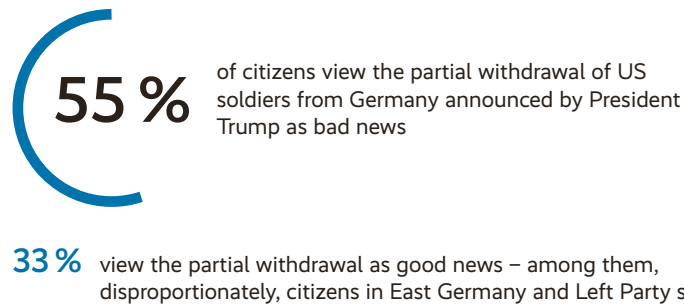 55 %
of citizens view the partial withdrawal of US
soldiers from Germany announced by President
Trump as bad news
33 % view the partial withdrawal as good news – among them,
disproportionately, citizens in East Germany and Left Party